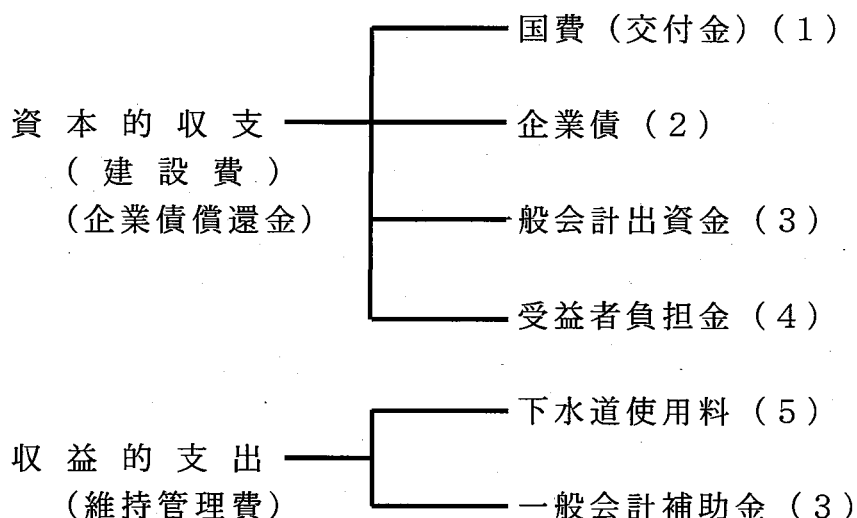 国費（交付金）（１）
資本的収支
（建設費）
（企業債償還金）
企業債（２）
般会計出資金（３）
受益者負担金（４）
下水道使用料（５）
収益的支出
（維持管理費）
一般会計補助金（３）